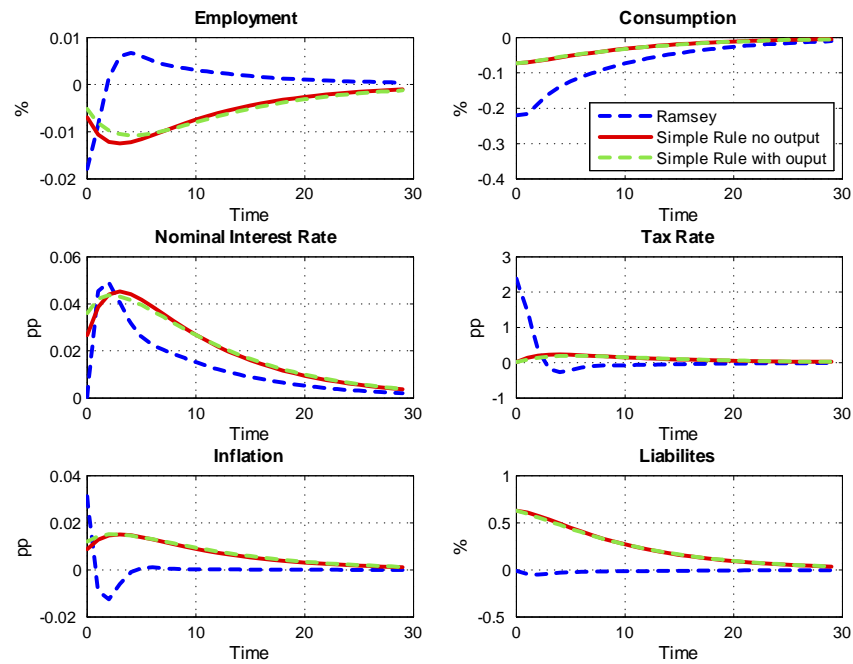 Employment
0.01
0
-0.01
-0.02
%
0 10 20 30
Time
Consumption
0
-0.1
-0.2
-0.3
-0.4
%
Ramsey
Simple Rule no output
Simple Rule with ouput
0 10 20 30
Time
Nominal Interest Rate
0.06
0.04
0.02
0
pp
0 10 20 30
Time
Tax Rate
3
2
1
0
-1
pp
0 10 20 30
Time
Inflation
0.04
0.02
0
-0.02
pp
0 10 20 30
Time
Liabilites
1
0.5
0
-0.5
%
0 10 20 30
Time